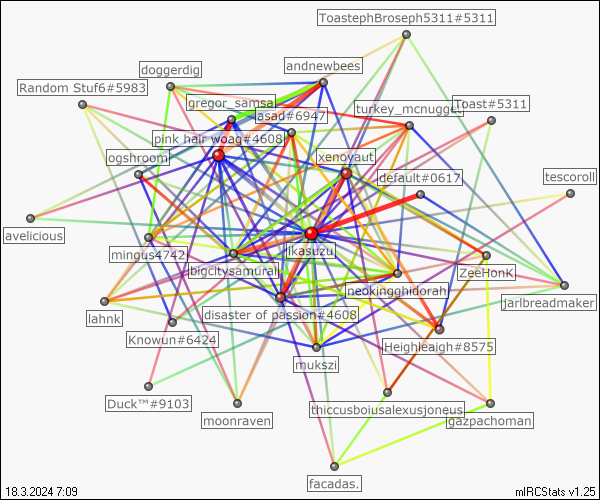 ToastephBroseph5311#5311
doggerdig
andnewbees
Random Stuf6#5983
gregor_samsa_
turkey_mcnugget
Toast#5311
asad#6947
pink hair woag#4608
ogshroom
xenovaut
default#0617
tescoroll
avelicious
ikasuzu
mingus4742
bigcitysamurai
ZeeHonK
neokingghidorah
jarlbreadmaker
lahnk
disaster of passion#4608
Knowun#6424
Heighleaigh#8575
mukszi
Duck™#9103
moonraven
thiccusboiusalexusjoneus
gazpachoman
facadas.
18.3.2024 7:09
mIRCStats v1.25